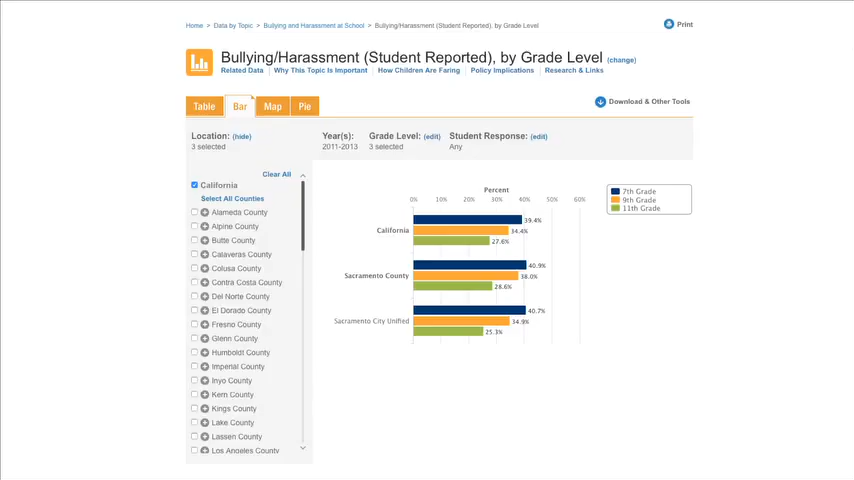 Home > Data by Topic > Bullying and Harassment at School > Bullying/Harassment (Student Reported), by Grade Level
Print
Bullying/Harassment (Student Reported), by Grade Level (change)
Related Data | Why This Topic Is Important | How Children Are Faring | Policy Implications | Research & Links
Table Bar Map Pie
Download & Other Tools
Location: (hide) Year(s): Grade Level: (edit) Student Response: (edit)
3 selected 2011-2013 3 selected Any
Clear All
California
Select All Counties
Alameda County
Alpine County
Butte County
Calaveras County
Colusa County
Contra Costa County
Del Norte County
El Dorado County
Fresno County
Glenn County
Humboldt County
Imperial County
Inyo County
Kern County
Kings County
Lake County
Lassen County
Los Angeles County
Percent
0% 10% 20% 30% 40% 50% 60%
39.4%
California 34.4%
27.6%
40.9%
Sacramento County 38.0%
28.6%
40.7%
Sacramento City Unified 34.9%
25.3%
7th Grade
9th Grade
11th Grade